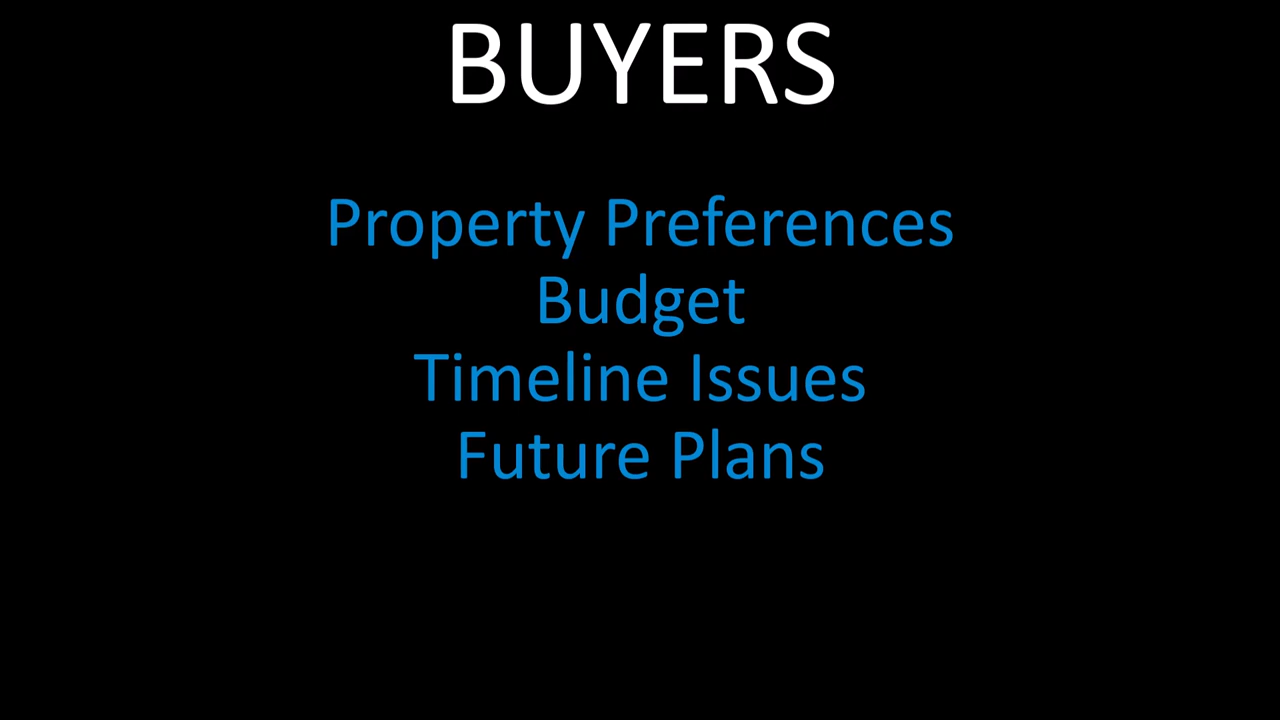 BUYERS
Property Preferences
Budget
Timeline Issues
Future Plans